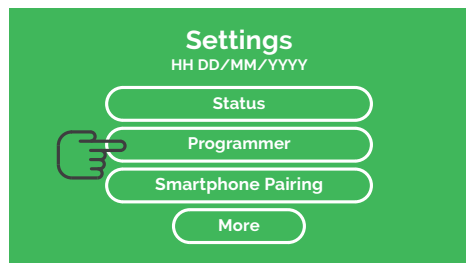 Settings
HH DD/MM/YYYY
Status
Programmer
Smartphone Pairing
More